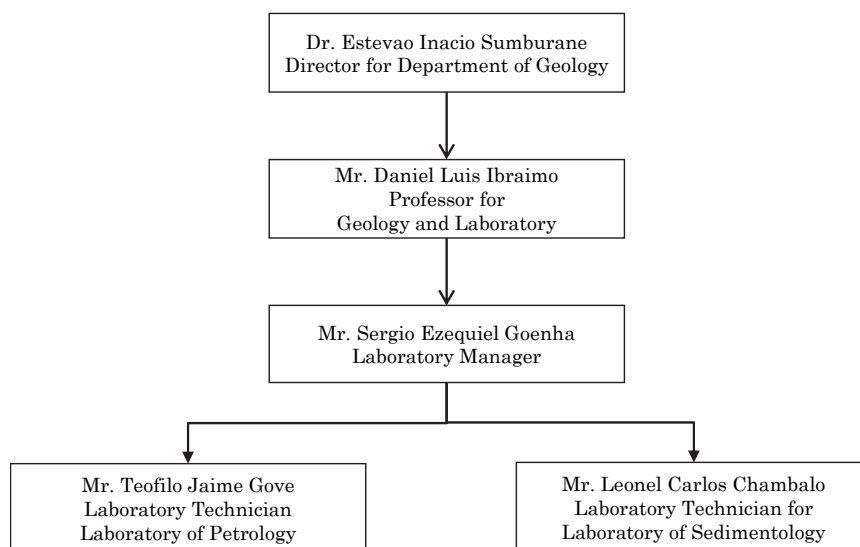 Dr. Estevao Inacio Sumburane
Director for Department of Geology
Mr. Daniel Luis Ibraimo
Professor for
Geology and Laboratory
Mr. Sergio Ezequiel Goenha
Laboratory Manager
Mr. Teofilo Jaime Gove
Laboratory Technician
Laboratory of Petrology
Mr. Leonel Carlos Chambalo
Laboratory Technician for
Laboratory of Sedimentology